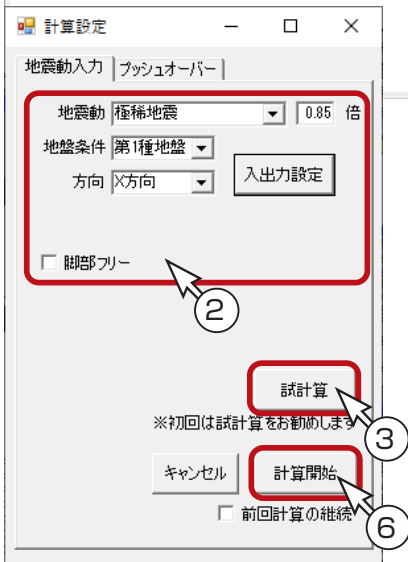 計算設定
地震動入力 プッシュオーバー
地震動 極稀地震 0.85 倍
地盤条件 第1種地盤
方向 X方向 入出力設定
脚部フリー
②
試計算
③
※初回は試計算をお勧めします
キャンセル 計算開始
⑥
前回計算の継続